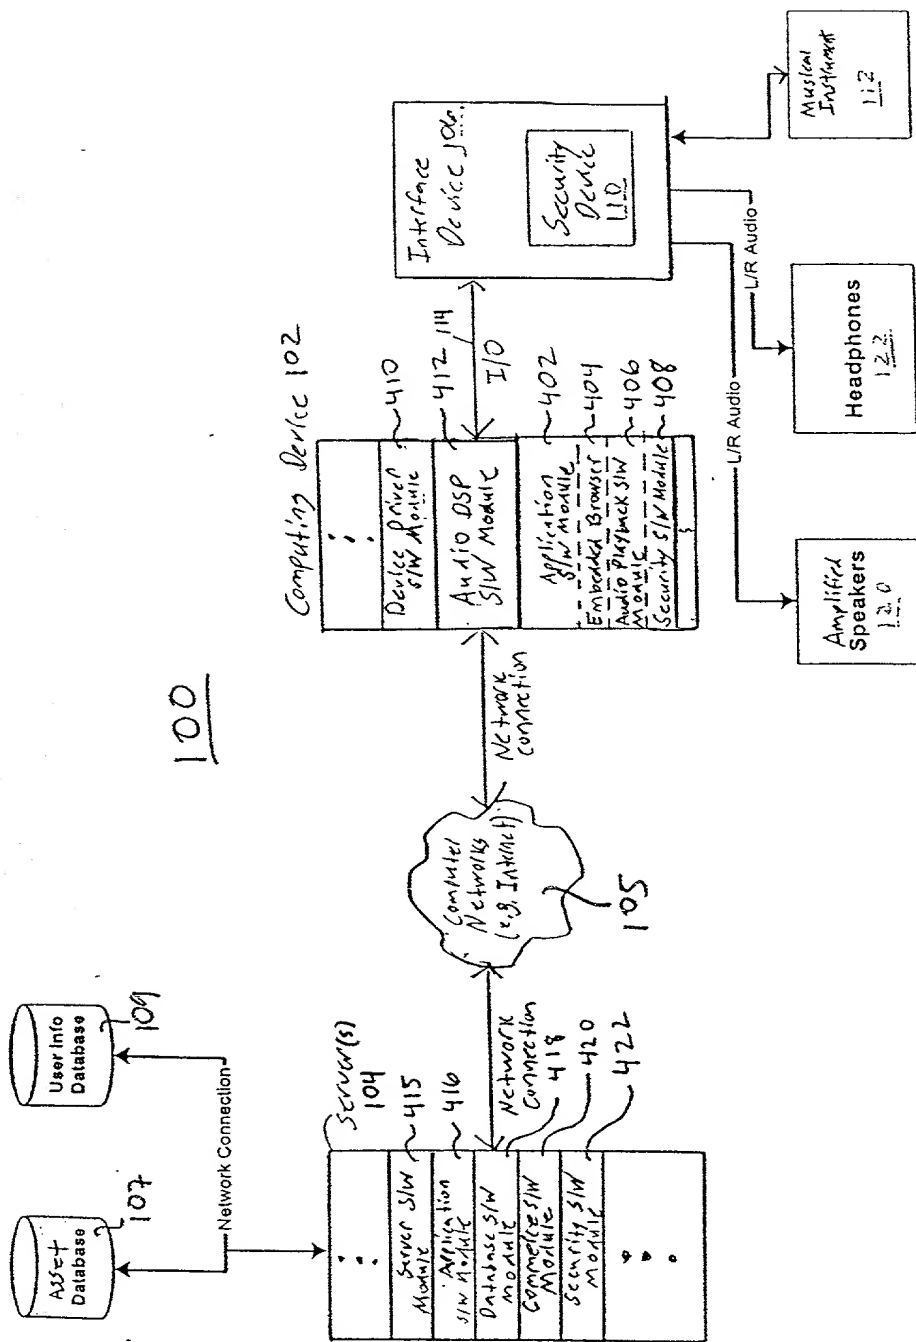 100
Asset
Database
107
User Info
Database
109
Network Connection
Server(s)
104
Server S/W
Module
415
Application
S/W Module
416
Database S/W
Module
418
Commerce S/W
Module
420
Security S/W
Module
422
Network
Connection
Computer
Networks
(e.g. Internet)
105
Network
Connection
Computing Device 102
Device Driver
S/W Module
410
Audio DSP
S/W Module
412
Application
S/W Module
402
Embedded Browser
404
Audio Playback S/W
Module
406
Security S/W Module
408
114
I/O
Interface
Device 106
Security
Device
110
L/R Audio
L/R Audio
Amplified
Speakers
120
Headphones
122
Musical
Instrument
112